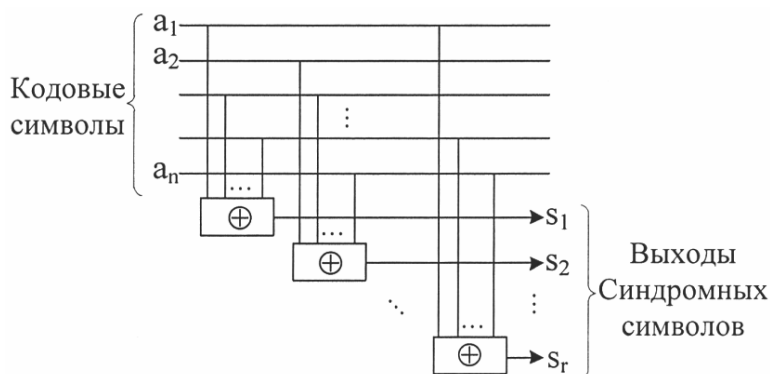 a₁
a₂
Кодовые
символы
...
aₙ
...
s₁
...
s₂
Выходы
Синдромных
символов
...
...
...
sᵣ